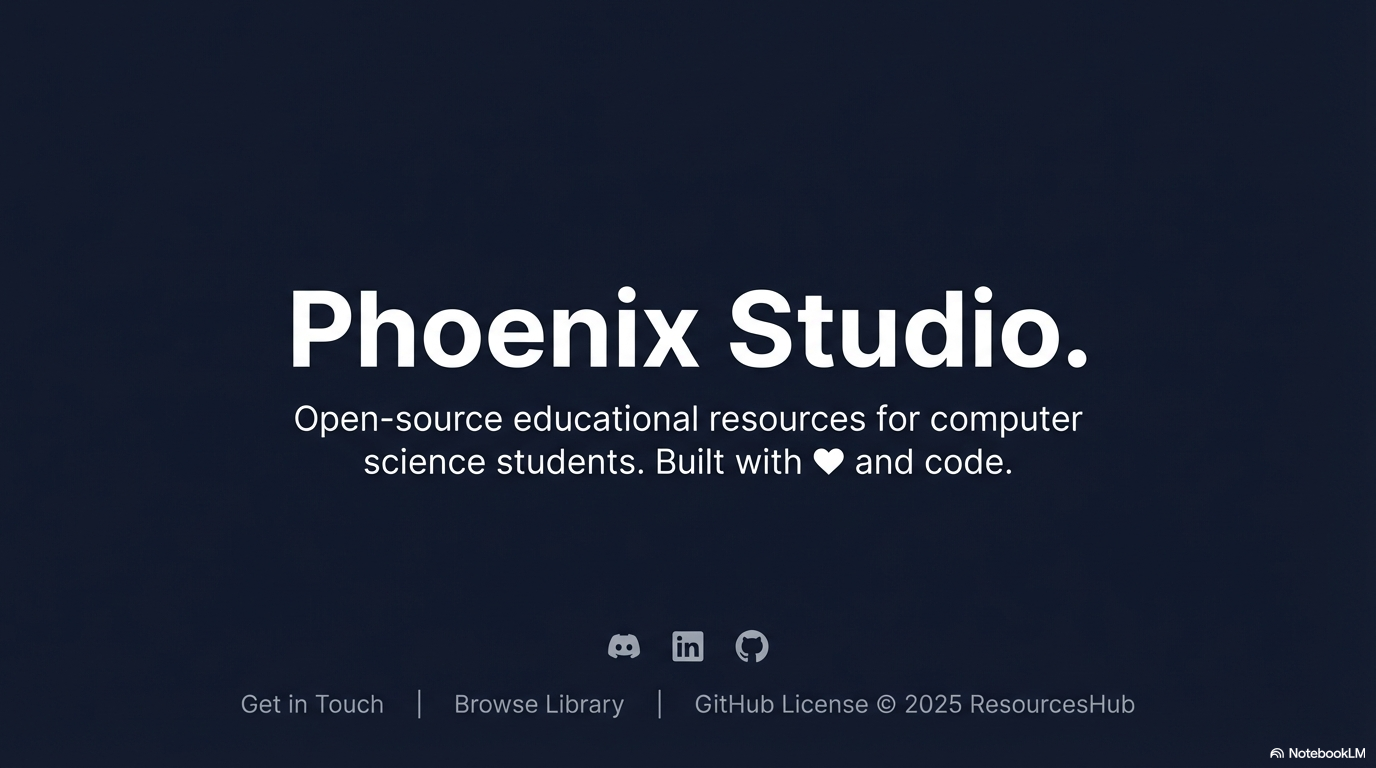 Phoenix Studio.
Open-source educational resources for computer
science students. Built with ♥ and code.
in
Get in Touch | Browse Library | GitHub License © 2025 ResourcesHub
NotebookLM